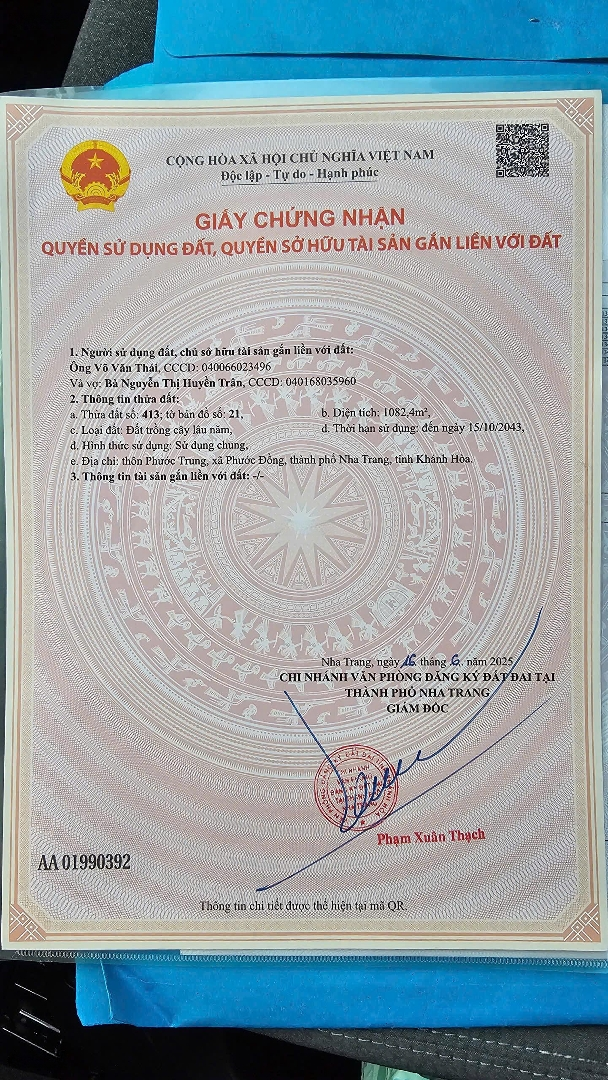 CỘNG HÒA XÃ HỘI CHỦ NGHĨA VIỆT NAM
Độc lập - Tự do - Hạnh phúc
GIẤY CHỨNG NHẬN
QUYỀN SỬ DỤNG ĐẤT, QUYỀN SỞ HỮU TÀI SẢN GẮN LIỀN VỚI ĐẤT
1. Người sử dụng đất, chủ sở hữu tài sản gắn liền với đất:
Ông Võ Văn Thái, CCCD: 040066023496
Và vợ: Bà Nguyễn Thị Huyền Trân, CCCD: 040168035960
2. Thông tin thửa đất:
a. Thửa đất số: 413; tờ bản đồ số: 21, b. Diện tích: 1082,4m²,
c. Loại đất: Đất trồng cây lâu năm, d. Thời hạn sử dụng: đến ngày 15/10/2043,
đ. Hình thức sử dụng: Sử dụng chung,
e. Địa chỉ: thôn Phước Trung, xã Phước Đồng, thành phố Nha Trang, tỉnh Khánh Hòa.
3. Thông tin tài sản gắn liền với đất: -/-
Nha Trang, ngày 16 tháng 6 năm 2025
CHI NHÁNH VĂN PHÒNG ĐĂNG KÝ ĐẤT ĐAI TẠI
THÀNH PHỐ NHA TRANG
GIÁM ĐỐC
Phạm Xuân Thạch
AA 01990392
Thông tin chi tiết được thể hiện tại mã QR.